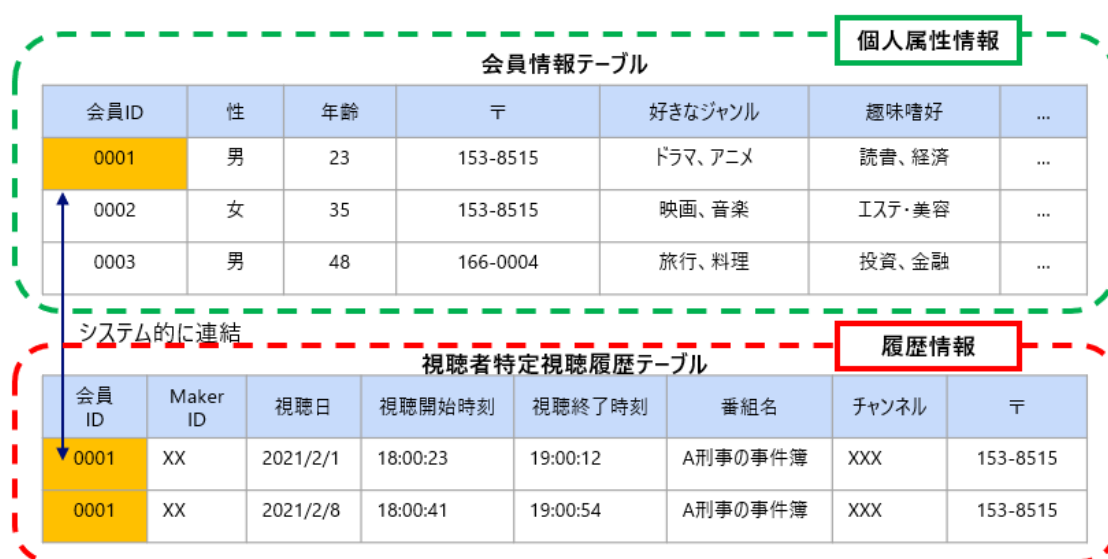 個人属性情報
会員情報テーブル
会員ID 性 年齢 〒 好きなジャンル 趣味嗜好 ...
0001 男 23 153-8515 ドラマ、アニメ 読書、経済 ...
0002 女 35 153-8515 映画、音楽 エステ・美容 ...
0003 男 48 166-0004 旅行、料理 投資、金融 ...
システム的に連結
履歴情報
視聴者特定視聴履歴テーブル
会員
ID Maker
ID 視聴日 視聴開始時刻 視聴終了時刻 番組名 チャンネル 〒
0001 XX 2021/2/1 18:00:23 19:00:12 A刑事の事件簿 XXX 153-8515
0001 XX 2021/2/8 18:00:41 19:00:54 A刑事の事件簿 XXX 153-8515